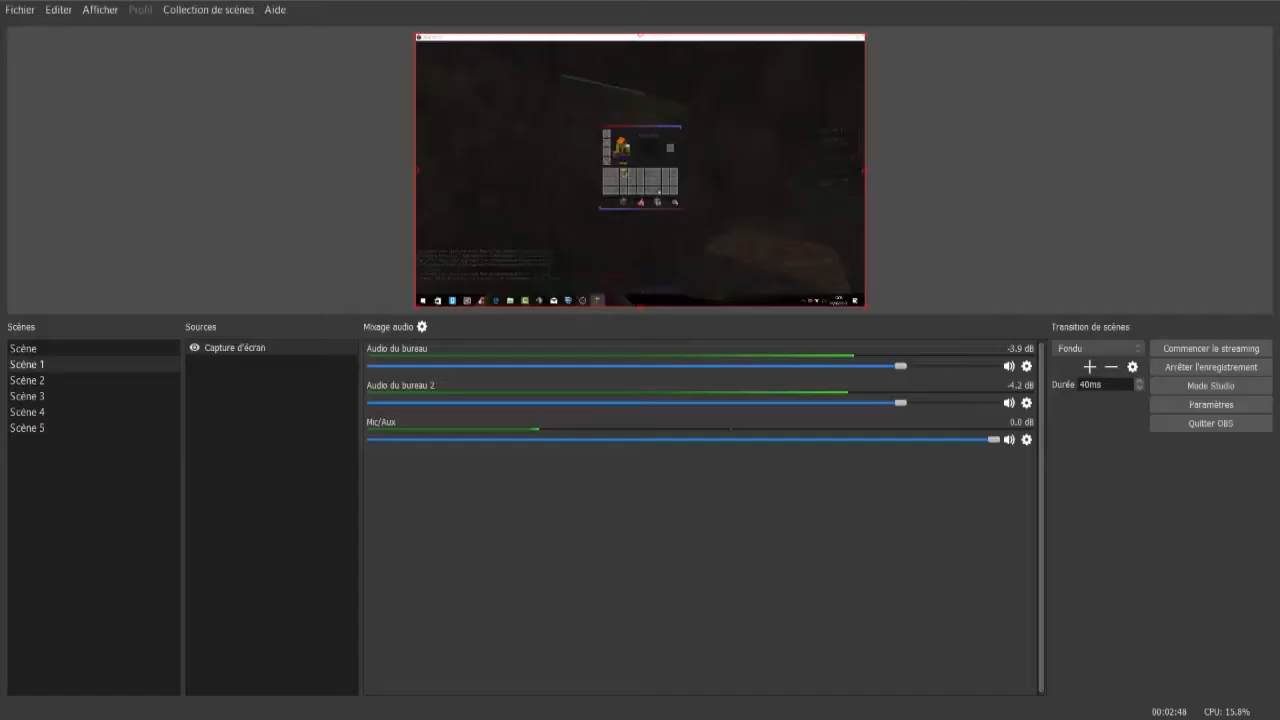 Fichier Editer Afficher Profil Collection de scènes Aide
Scènes
Scène
Scène 1
Scène 2
Scène 3
Scène 4
Scène 5
Sources
Capture d'écran
Mixage audio
Audio du bureau -3.9 dB
Audio du bureau 2 -4.2 dB
Mic/Aux 0.0 dB
Transition de scènes
Fondu
Durée 40ms
Commencer le streaming
Arrêter l'enregistrement
Mode Studio
Paramètres
Quitter OBS
00:02:48 CPU: 15.8%